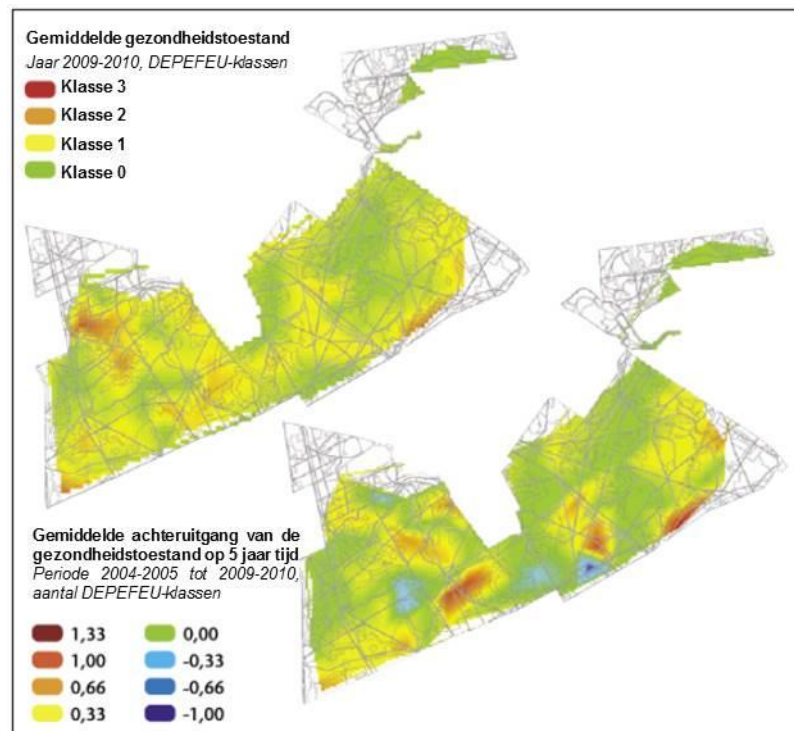 Gemiddelde gezondheidstoestand
Jaar 2009-2010, DEPEFEU-klassen
Klasse 3
Klasse 2
Klasse 1
Klasse 0
Gemiddelde achteruitgang van de
gezondheidstoestand op 5 jaar tijd
Periode 2004-2005 tot 2009-2010,
aantal DEPEFEU-klassen
1,33 0,00
1,00 -0,33
0,66 -0,66
0,33 -1,00